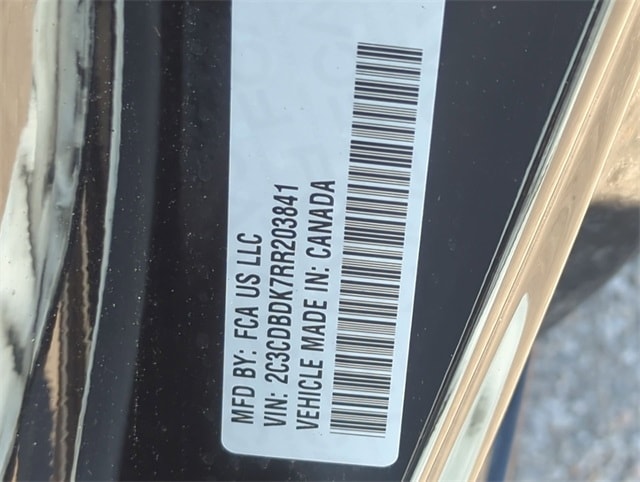 MFD BY: FCA US LLC
VIN: 2C3CDBDK7RR203841
VEHICLE MADE IN: CANADA